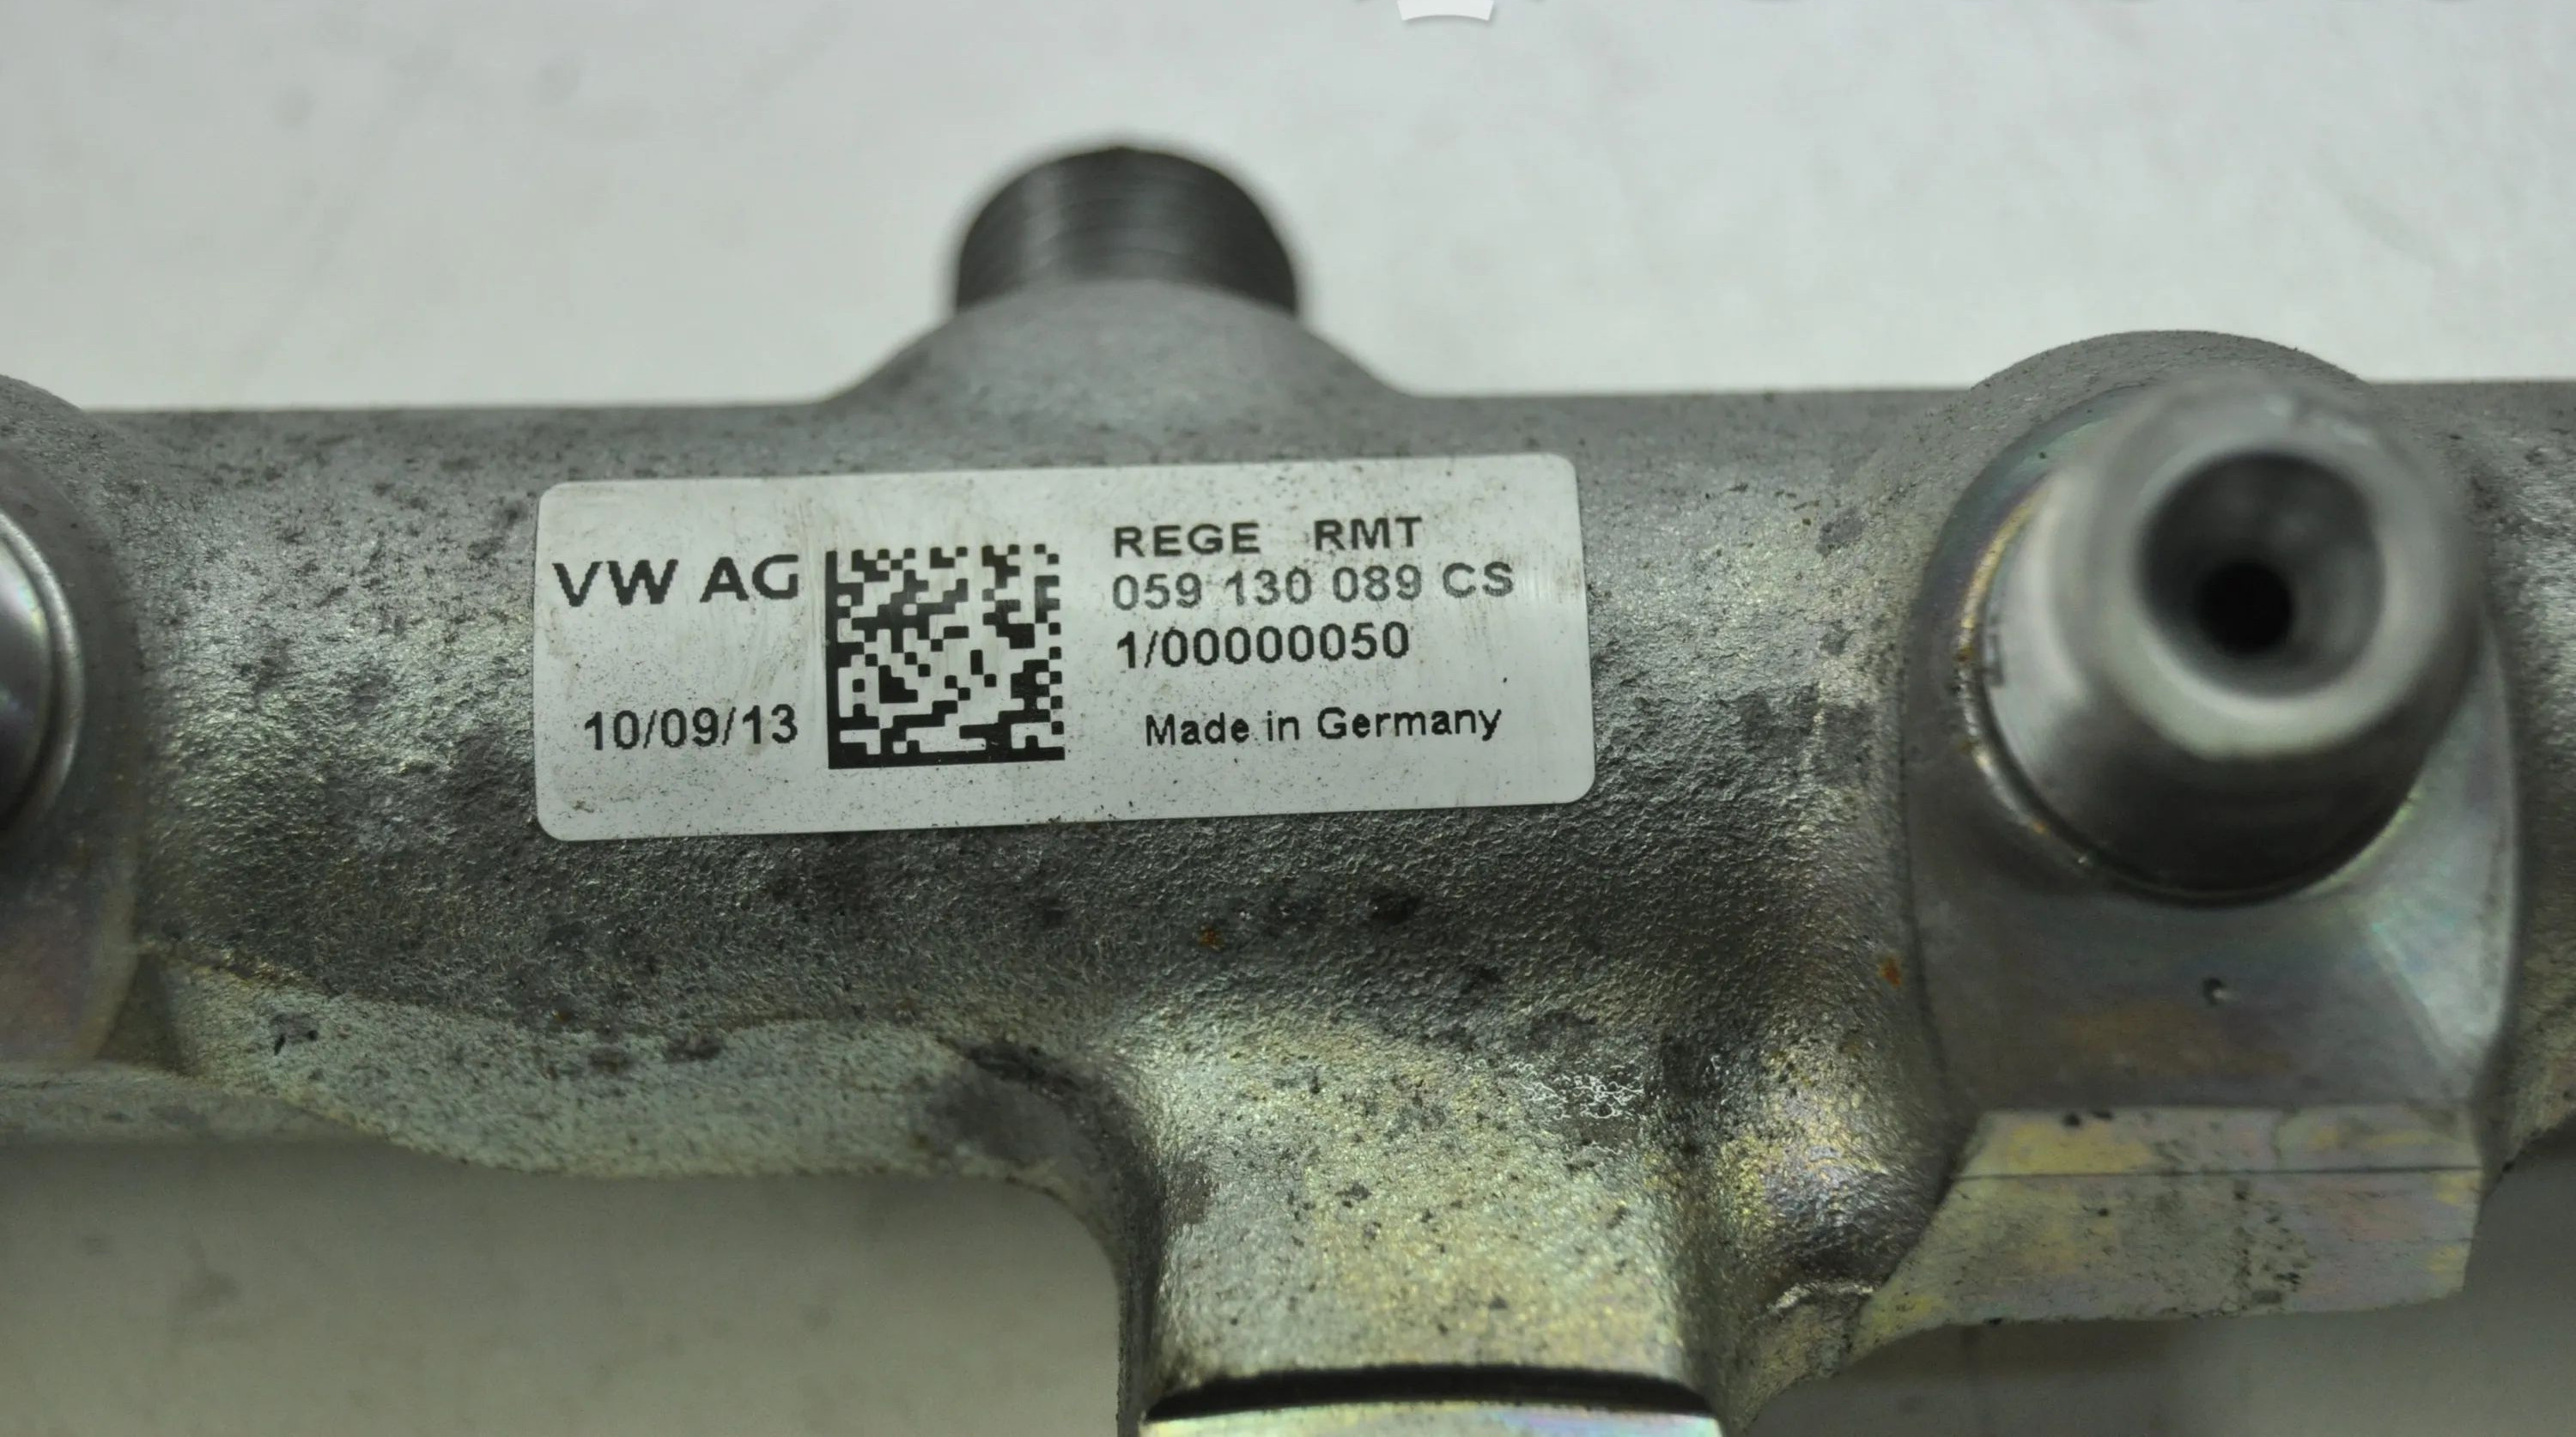 VW AG
10/09/13
REGE RMT
059 130 089 CS
1/00000050
Made in Germany